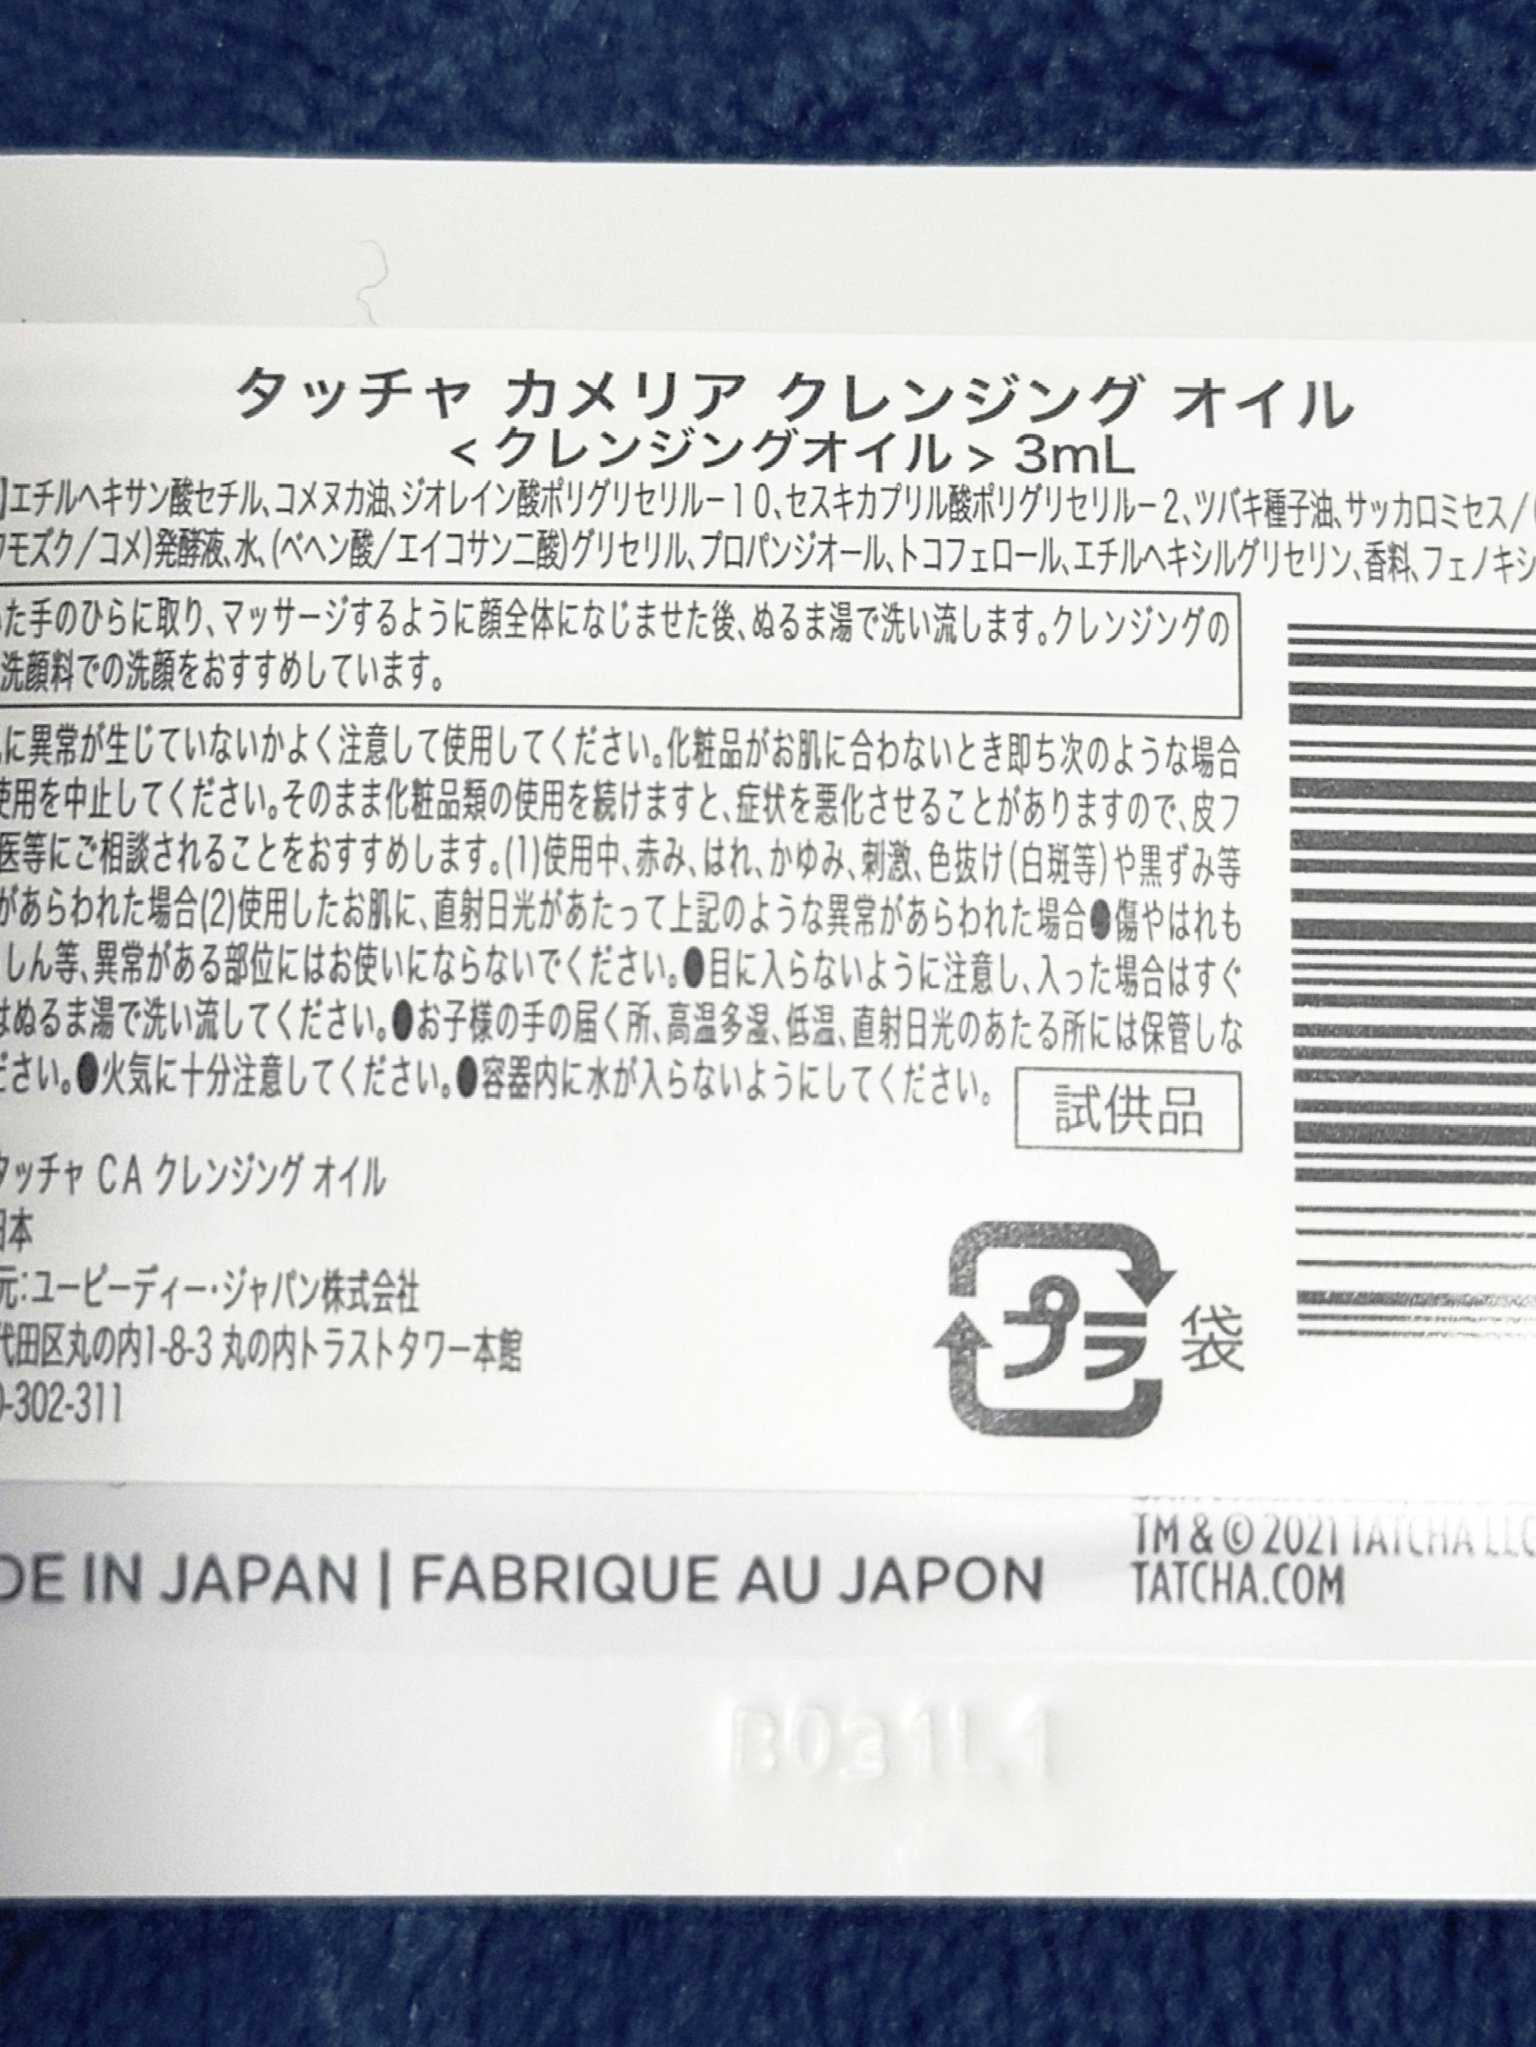 タッチャ カメリア クレンジング オイル
<クレンジングオイル> 3mL
】エチルヘキサン酸セチル、コメヌカ油、ジオレイン酸ポリグリセリル－１０、セスキカプリル酸ポリグリセリル－２、ツバキ種子油、サッカロミセス／(
モズク／コメ)発酵液、水、(ベヘン酸／エイコサン二酸)グリセリル、プロパンジオール、トコフェロール、エチルヘキシルグリセリン、香料、フェノキシ
た手のひらに取り、マッサージするように顔全体になじませた後、ぬるま湯で洗い流します。クレンジングの
洗顔料での洗顔をおすすめしています。
に異常が生じていないかよく注意して使用してください。化粧品がお肌に合わないとき即ち次のような場合
使用を中止してください。そのまま化粧品類の使用を続けますと、症状を悪化させることがありますので、皮フ
医等にご相談されることをおすすめします。(1)使用中、赤み、はれ、かゆみ、刺激、色抜け(白斑等)や黒ずみ等
があらわれた場合(2)使用したお肌に、直射日光があたって上記のような異常があらわれた場合●傷やはれも
しん等、異常がある部位にはお使いにならないでください。●目に入らないように注意し、入った場合はすぐ
はぬるま湯で洗い流してください。●お子様の手の届く所、高温多湿、低温、直射日光のあたる所には保管しな
ださい。●火気に十分注意してください。●容器内に水が入らないようにしてください。
試供品
タッチャ ＣＡ クレンジング オイル
日本
元：ユーピーディー・ジャパン株式会社
代田区丸の内1-8-3 丸の内トラストタワー本館
0-302-311
プラ 袋
DE IN JAPAN | FABRIQUE AU JAPON
TM & © 2021 TATCHA LLC
TATCHA.COM